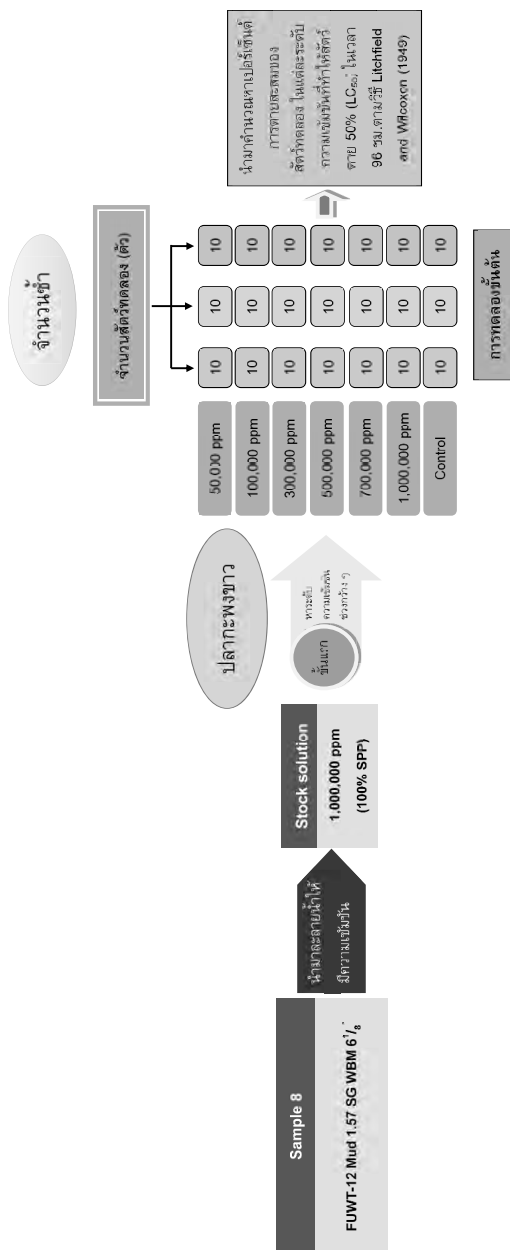 Sample 8
FUWT-12 Mud 1.57 SG WBM 6 1/8"
นำมาละลายน้ำให้
มีความเข้มข้น
Stock solution
1,000,000 ppm
(100% SPP)
ปลากะพงขาว
ขั้นแรก
หาระดับ
ความเข้มข้น
ช่วงกว้าง ๆ
จำนวนซ้ำ
จำนวนสัตว์ทดลอง (ตัว)
50,000 ppm 10 10 10
100,000 ppm 10 10 10
300,000 ppm 10 10 10
500,000 ppm 10 10 10
700,000 ppm 10 10 10
1,000,000 ppm 10 10 10
Control 10 10 10
การทดลองขั้นต้น
นำมาคำนวณหาเปอร์เซ็นต์
การตายสะสมของ
สัตว์ทดลอง ในแต่ละระดับ
ความเข้มข้นที่ทำให้สัตว์
ตาย 50% (LC50) ในเวลา
96 ชม.ตามวิธี Litchfield
and Wilcoxon (1949)